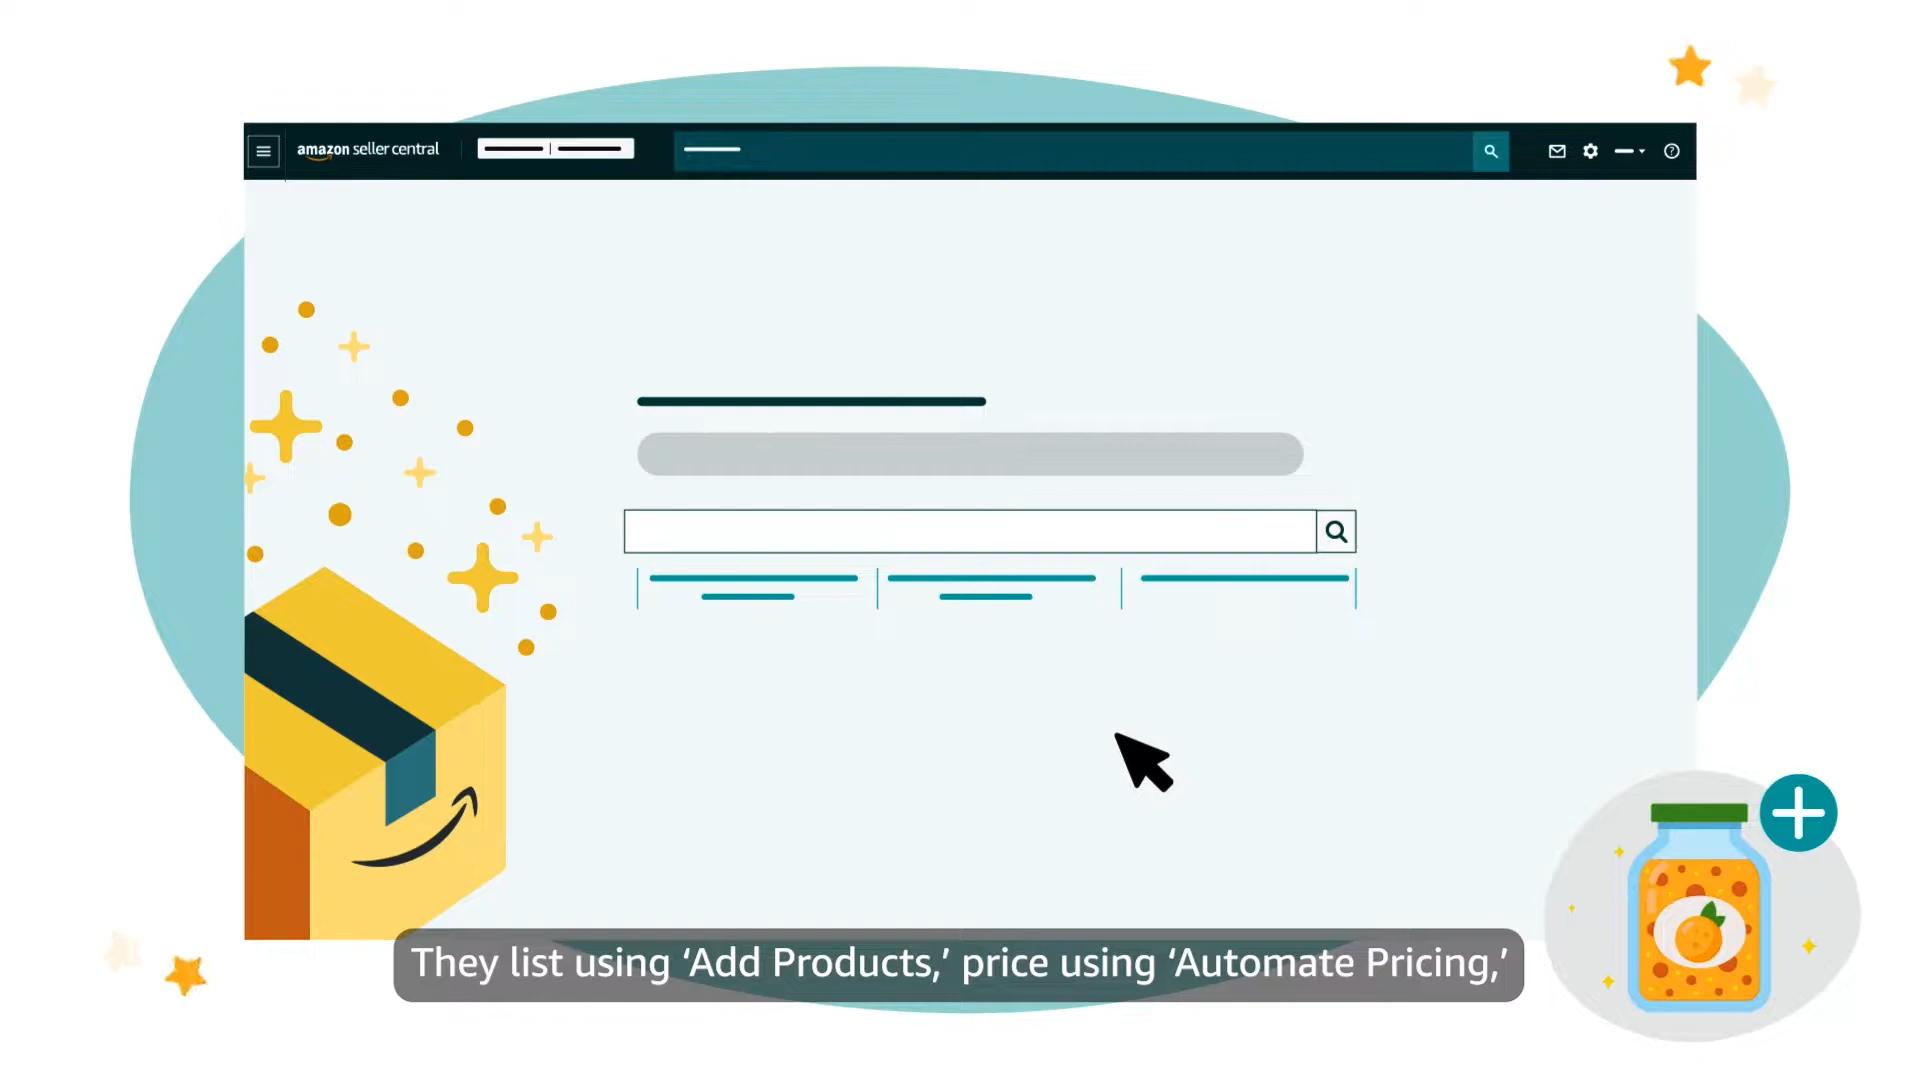 amazon seller central
They list using ‘Add Products,’ price using ‘Automate Pricing,’